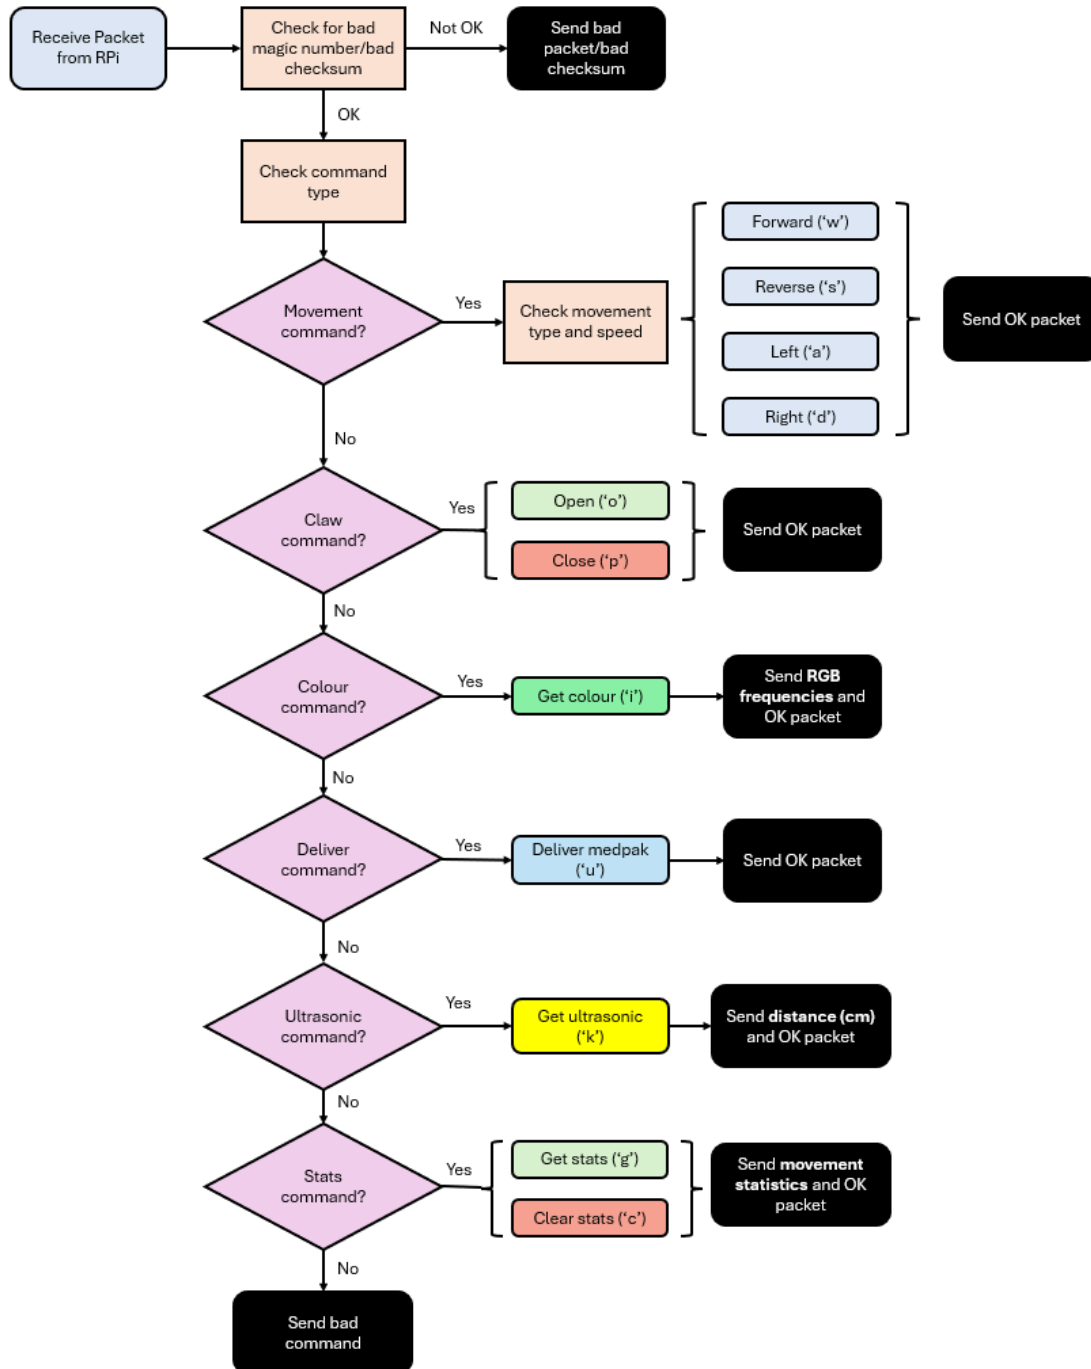 Receive Packet
from RPi
Check for bad
magic number/bad
checksum
Not OK
Send bad
packet/bad
checksum
OK
Check command
type
Movement
command?
Yes
Check movement
type and speed
Forward (‘w’)
Reverse (‘s’)
Left (‘a’)
Right (‘d’)
Send OK packet
No
Claw
command?
Yes
Open (‘o’)
Close (‘p’)
Send OK packet
No
Colour
command?
Yes
Get colour (‘i’)
Send RGB
frequencies and
OK packet
No
Deliver
command?
Yes
Deliver medpak
(‘u’)
Send OK packet
No
Ultrasonic
command?
Yes
Get ultrasonic
(‘k’)
Send distance (cm)
and OK packet
No
Stats
command?
Yes
Get stats (‘g’)
Clear stats (‘c’)
Send movement
statistics and OK
packet
No
Send bad
command